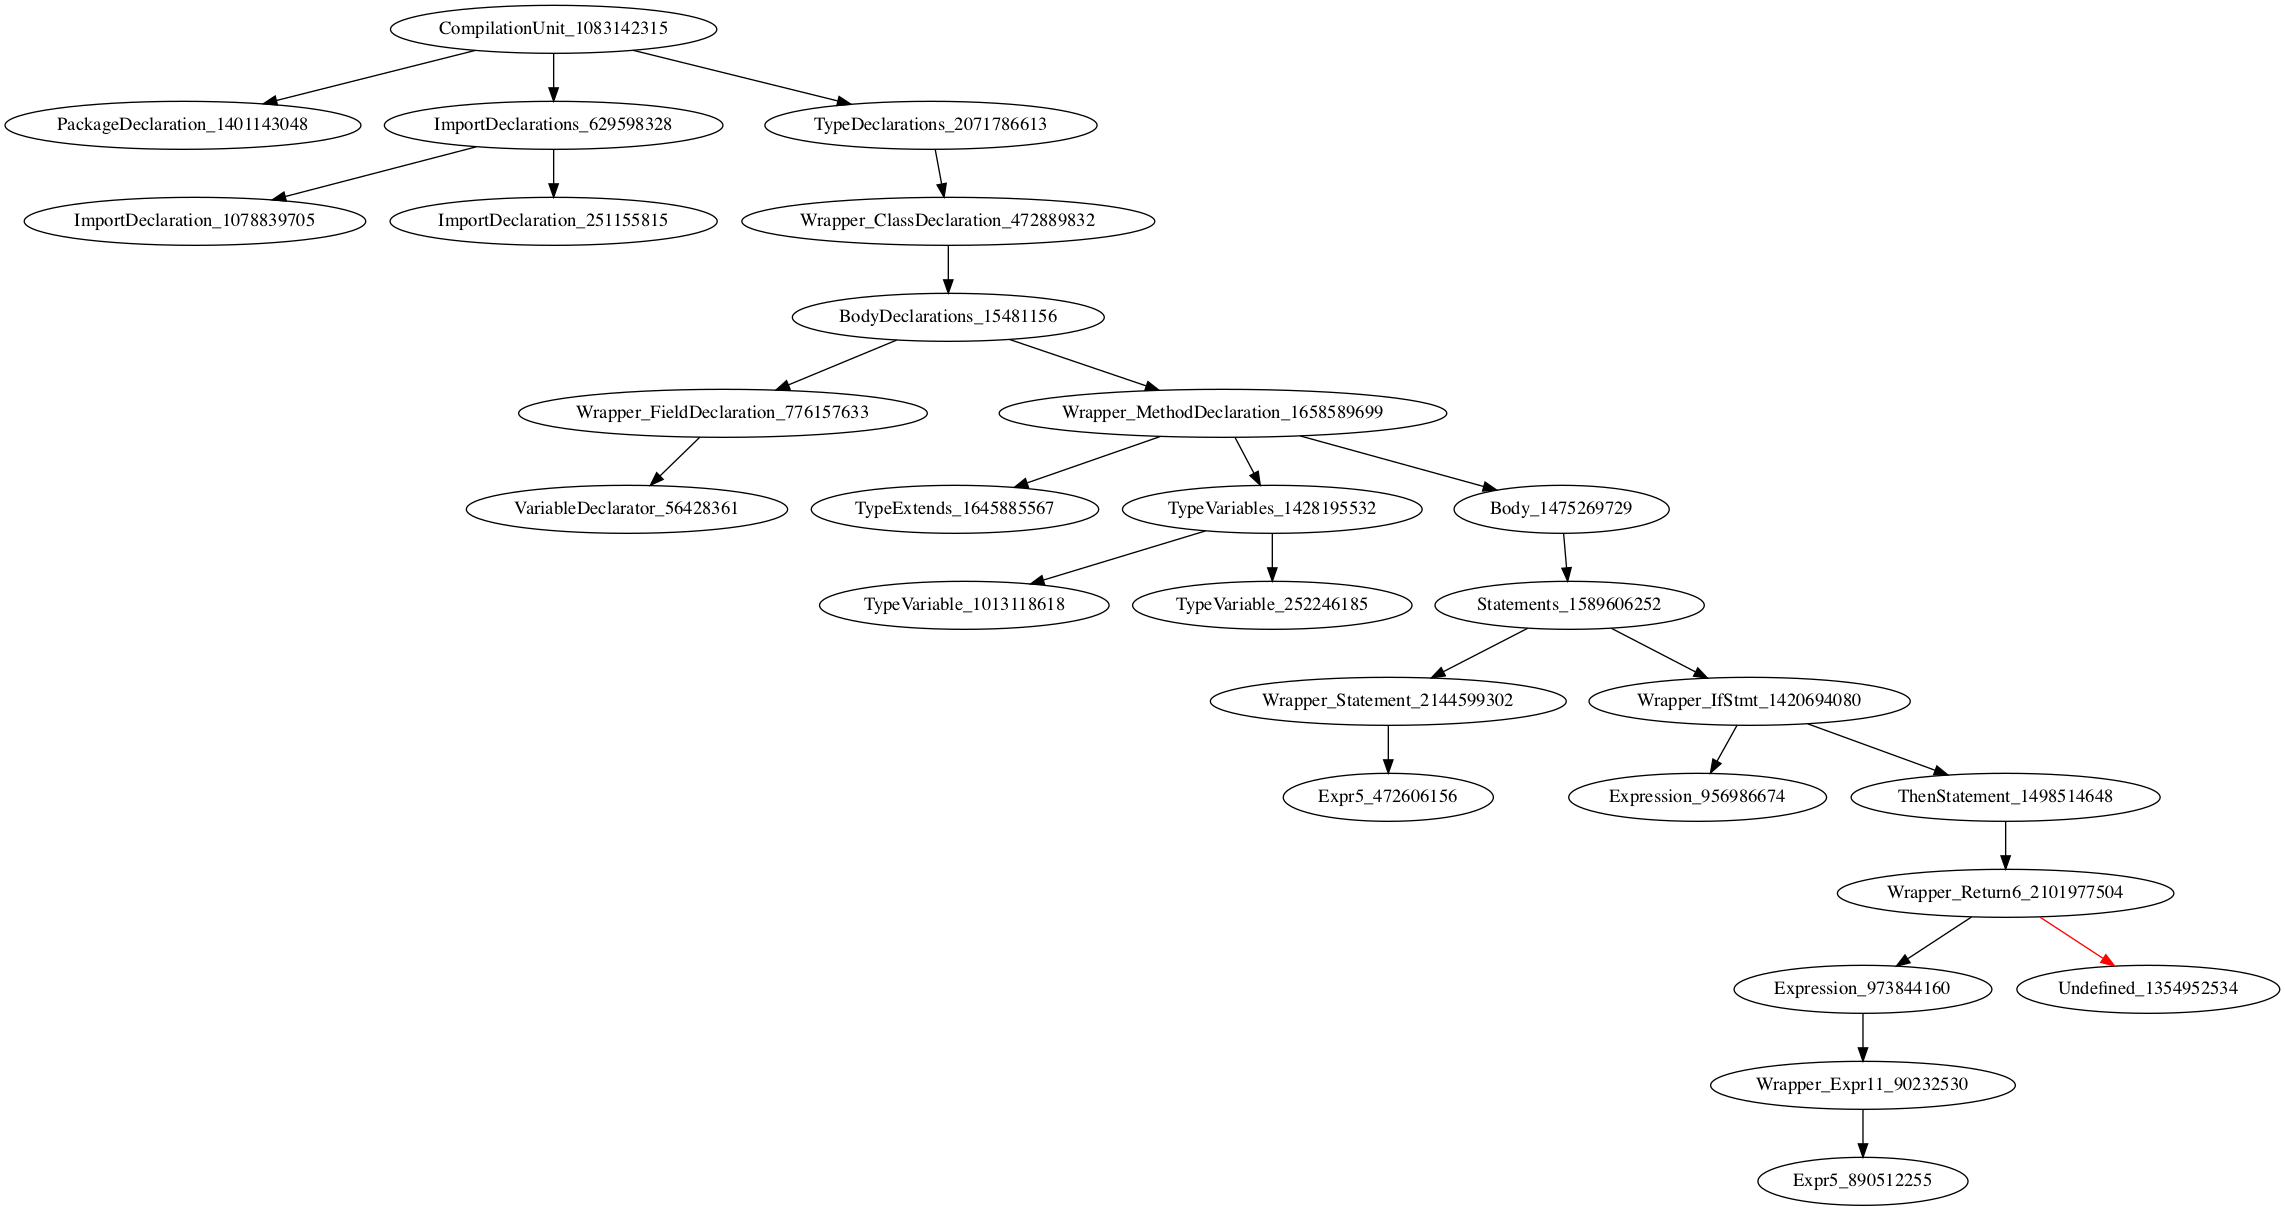 CompilationUnit_1083142315
PackageDeclaration_1401143048
ImportDeclarations_629598328
TypeDeclarations_2071786613
ImportDeclaration_1078839705
ImportDeclaration_251155815
Wrapper_ClassDeclaration_472889832
BodyDeclarations_15481156
Wrapper_FieldDeclaration_776157633
Wrapper_MethodDeclaration_1658589699
VariableDeclarator_56428361
TypeExtends_1645885567
TypeVariables_1428195532
Body_1475269729
TypeVariable_1013118618
TypeVariable_252246185
Statements_1589606252
Wrapper_Statement_2144599302
Wrapper_IfStmt_1420694080
Expr5_472606156
Expression_956986674
ThenStatement_1498514648
Wrapper_Return6_2101977504
Expression_973844160
Undefined_1354952534
Wrapper_Expr11_90232530
Expr5_890512255